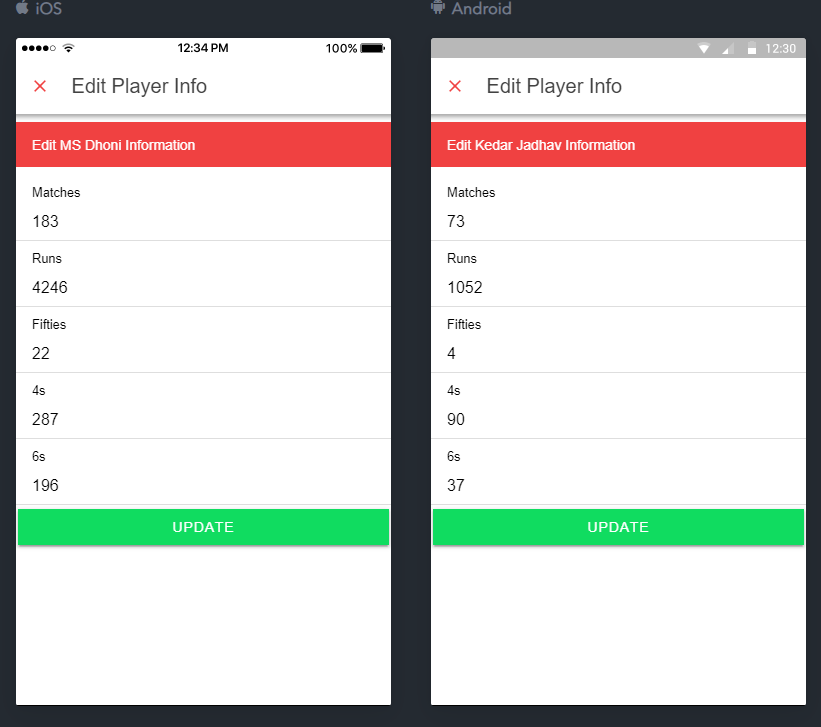 iOS
12:34 PM
100%
Edit Player Info
Edit MS Dhoni Information
Matches
183
Runs
4246
Fifties
22
4s
287
6s
196
UPDATE
Android
12:30
Edit Player Info
Edit Kedar Jadhav Information
Matches
73
Runs
1052
Fifties
4
4s
90
6s
37
UPDATE